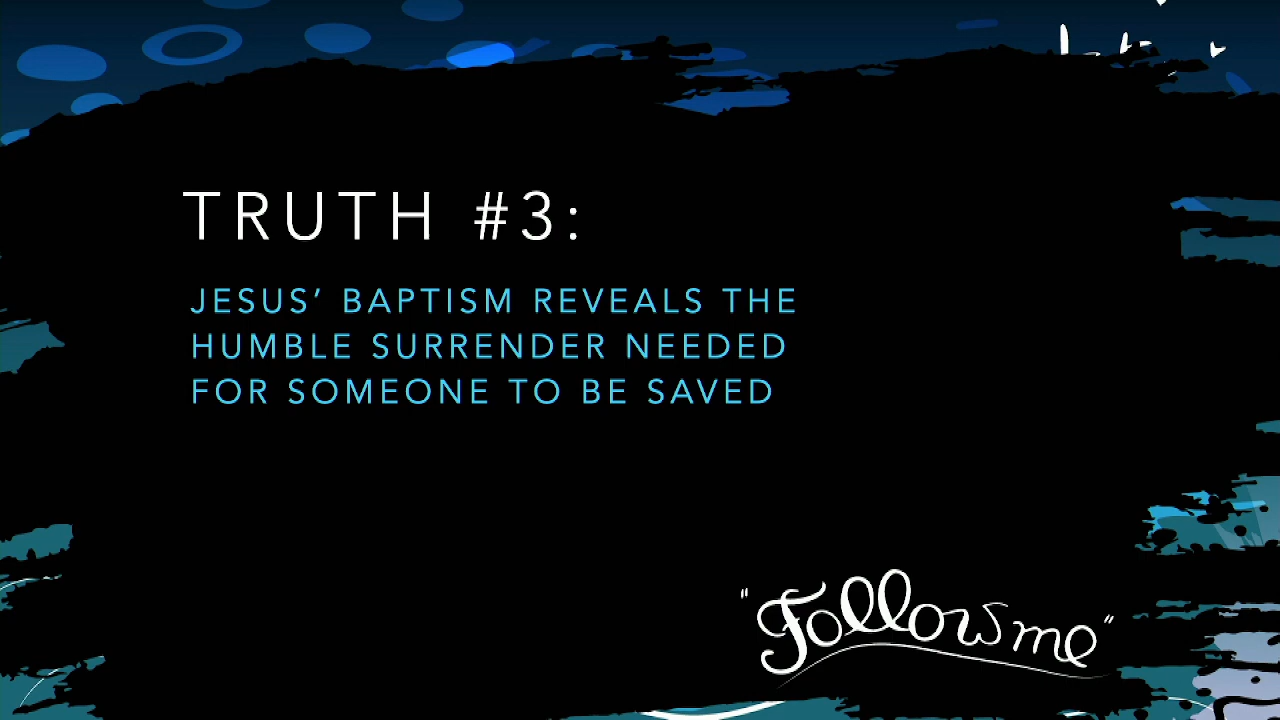 TRUTH #3:
JESUS’ BAPTISM REVEALS THE
HUMBLE SURRENDER NEEDED
FOR SOMEONE TO BE SAVED
"Follow me"